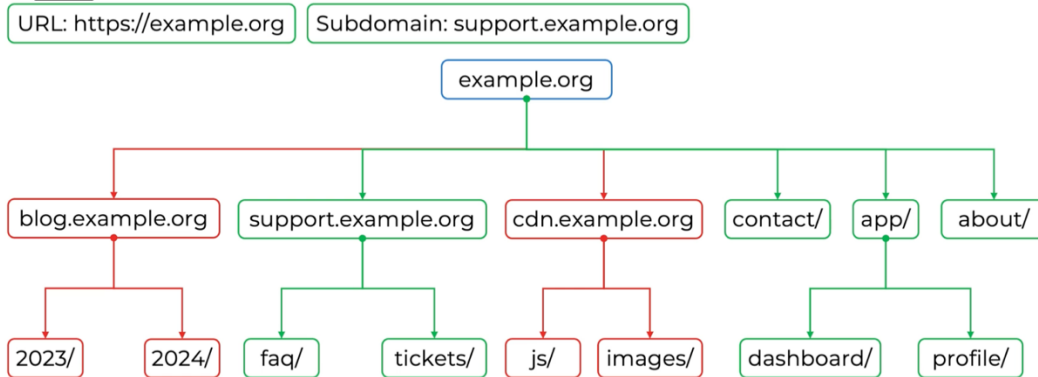 URL: https://example.org
Subdomain: support.example.org
example.org
blog.example.org
support.example.org
cdn.example.org
contact/
app/
about/
2023/
2024/
faq/
tickets/
js/
images/
dashboard/
profile/